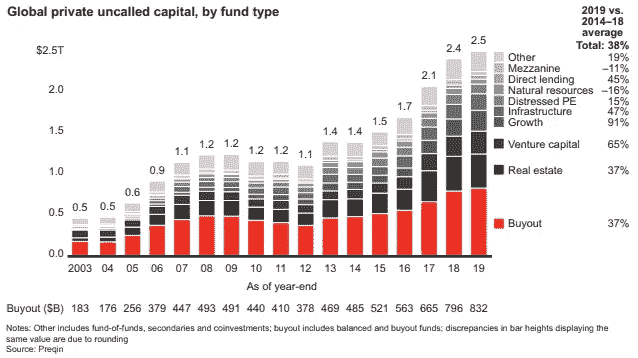 Global private uncalled capital, by fund type
2019 vs.
2014–18
average
Total: 38%
$2.5T
2.0
1.5
1.0
0.5
0.0
0.5 0.5 0.6 0.9 1.1 1.2 1.2 1.2 1.2 1.1 1.4 1.4 1.5 1.7 2.1 2.4 2.5
Other 19%
Mezzanine –11%
Direct lending 45%
Natural resources –16%
Distressed PE 15%
Infrastructure 47%
Growth 91%
Venture capital 65%
Real estate 37%
Buyout 37%
2003 04 05 06 07 08 09 10 11 12 13 14 15 16 17 18 19
As of year-end
Buyout ($B) 183 176 256 379 447 493 491 440 410 378 469 485 521 563 665 796 832
Notes: Other includes fund-of-funds, secondaries and coinvestments; buyout includes balanced and buyout funds; discrepancies in bar heights displaying the
same value are due to rounding
Source: Preqin